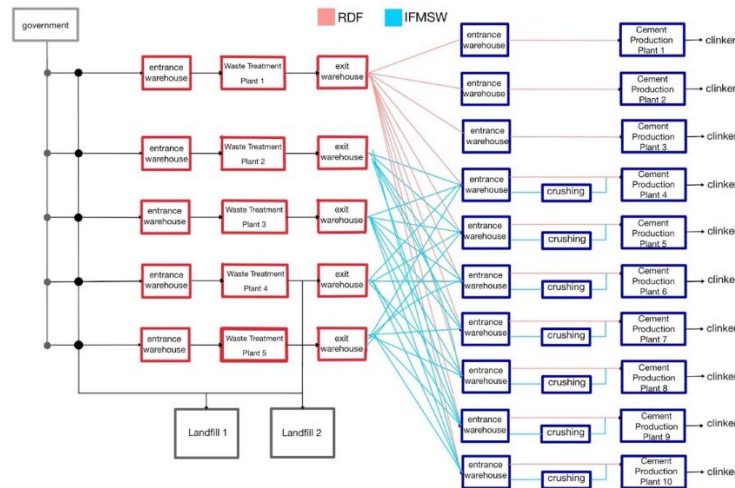 government
RDF
IFMSW
entrance
warehouse
Waste Treatment
Plant 1
exit
warehouse
entrance
warehouse
Waste Treatment
Plant 2
exit
warehouse
entrance
warehouse
Waste Treatment
Plant 3
exit
warehouse
entrance
warehouse
Waste Treatment
Plant 4
exit
warehouse
entrance
warehouse
Waste Treatment
Plant 5
exit
warehouse
Landfill 1
Landfill 2
entrance
warehouse
Cement
Production
Plant 1
clinker
entrance
warehouse
Cement
Production
Plant 2
clinker
entrance
warehouse
Cement
Production
Plant 3
clinker
entrance
warehouse
crushing
Cement
Production
Plant 4
clinker
entrance
warehouse
crushing
Cement
Production
Plant 5
clinker
entrance
warehouse
crushing
Cement
Production
Plant 6
clinker
entrance
warehouse
crushing
Cement
Production
Plant 7
clinker
entrance
warehouse
crushing
Cement
Production
Plant 8
clinker
entrance
warehouse
crushing
Cement
Production
Plant 9
clinker
entrance
warehouse
crushing
Cement
Production
Plant 10
clinker